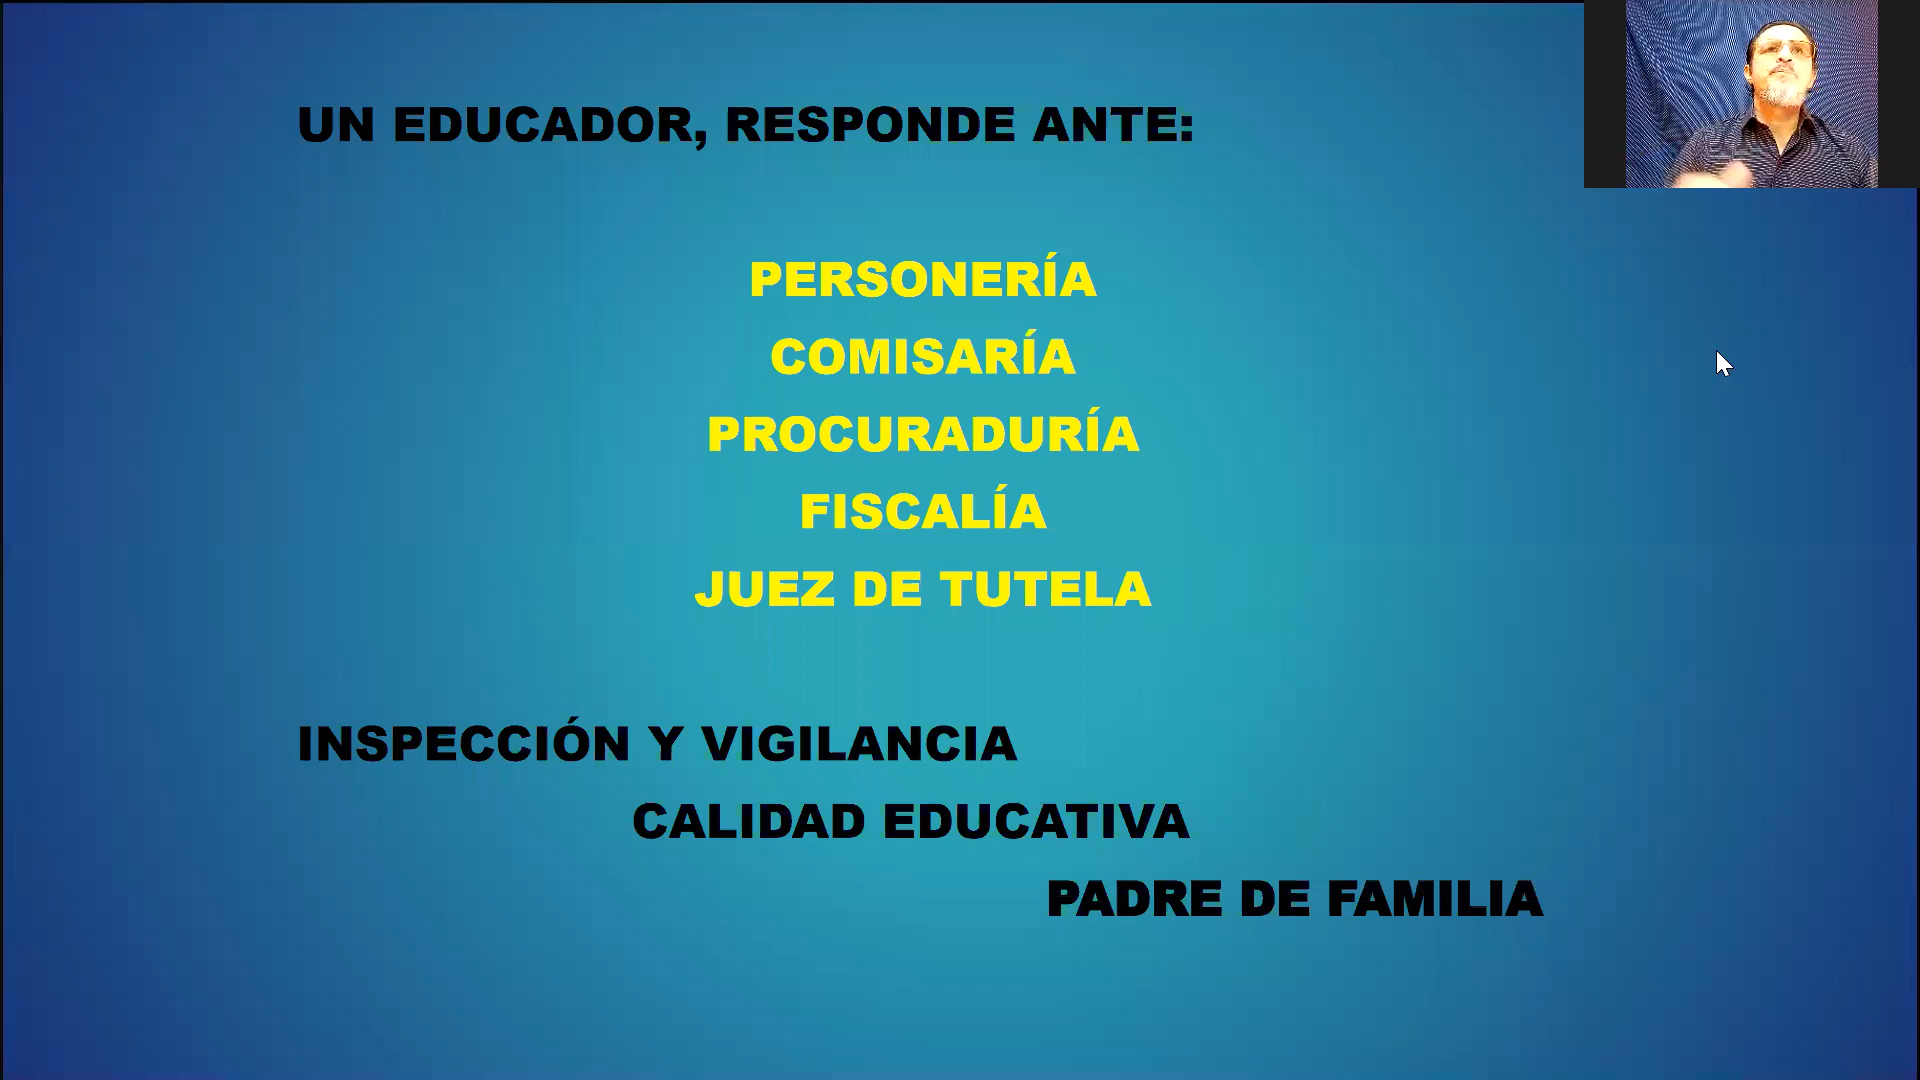 UN EDUCADOR, RESPONDE ANTE:
PERSONERÍA
COMISARÍA
PROCURADURÍA
FISCALÍA
JUEZ DE TUTELA
INSPECCIÓN Y VIGILANCIA
CALIDAD EDUCATIVA
PADRE DE FAMILIA